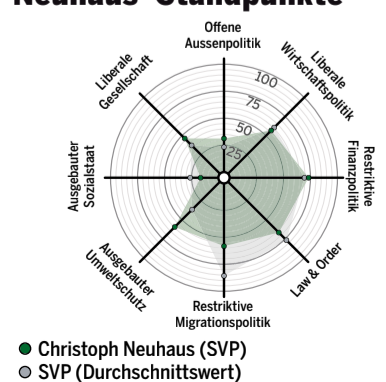 Neuhaus' Standpunkte
Offene
Aussenpolitik
Liberale
Wirtschaftspolitik
Restriktive
Finanzpolitik
Law & Order
Restriktive
Migrationspolitik
Ausgebauter
Umweltschutz
Ausgebauter
Sozialstaat
Liberale
Gesellschaft
100
75
50
25
Christoph Neuhaus (SVP)
SVP (Durchschnittswert)